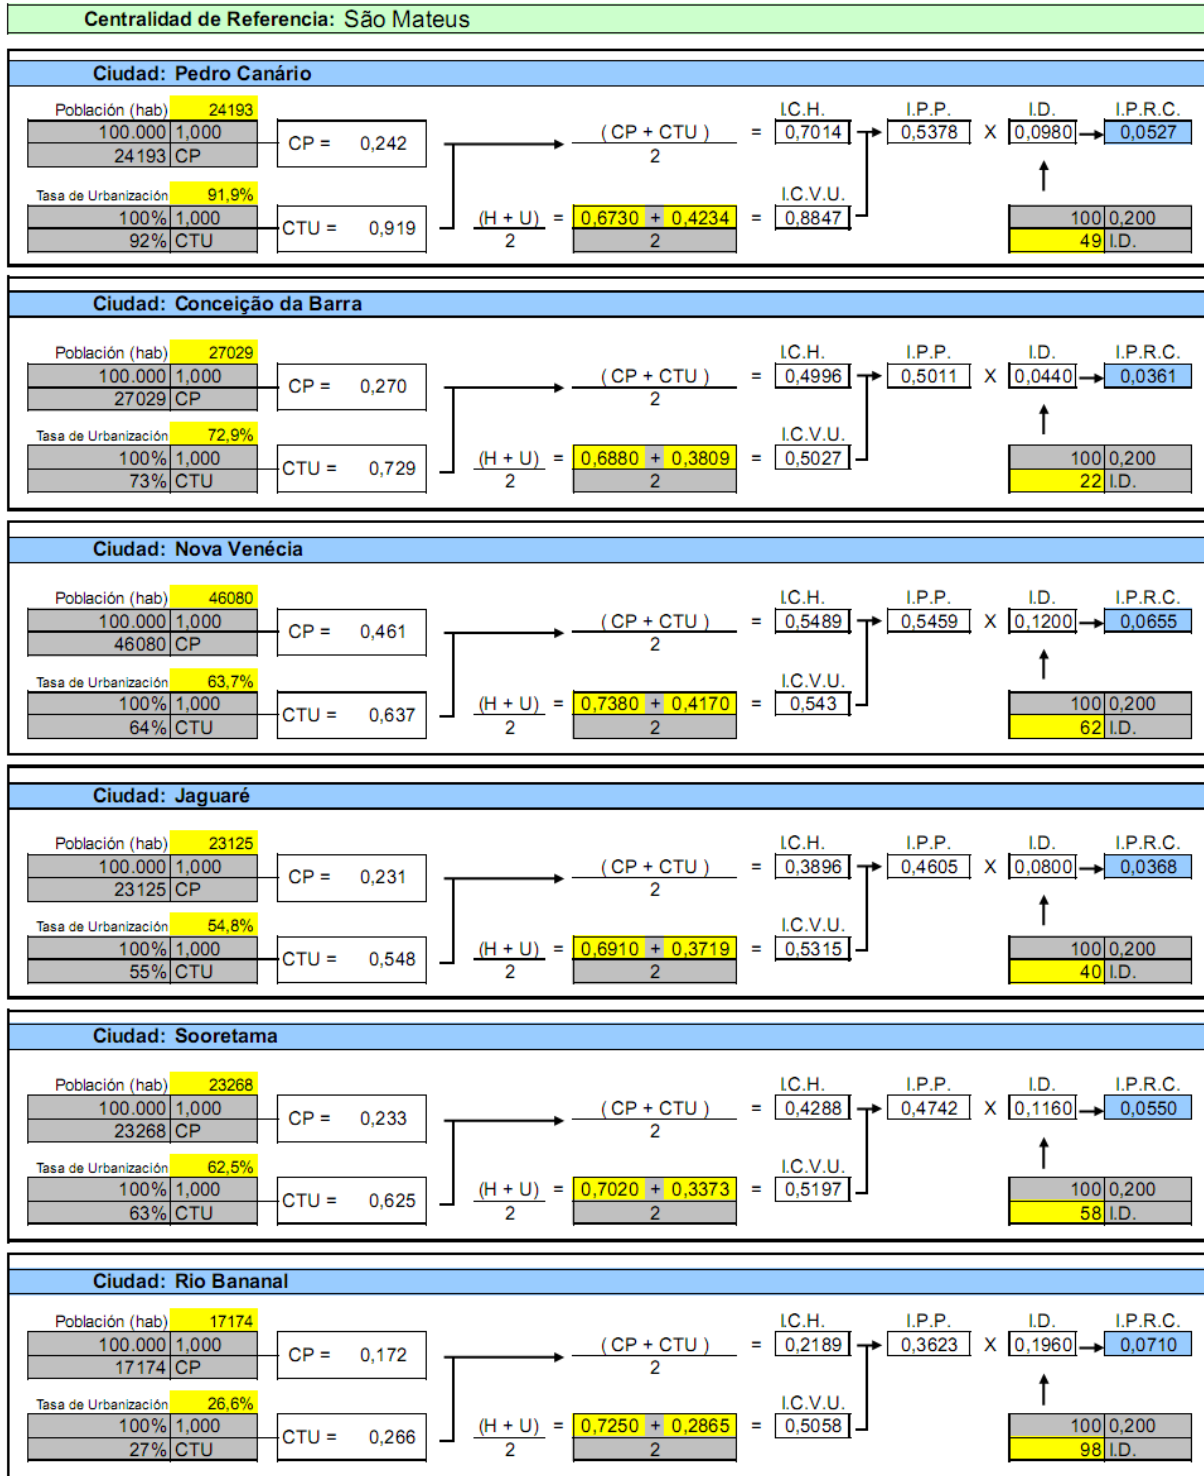 Centralidad de Referencia: São Mateus
Ciudad: Pedro Canário
Población (hab) 24193 I.C.H. I.P.P. I.D. I.P.R.C.
100.000 1,000 CP = 0,242 ( CP + CTU ) = 0,7014 0,5378 X 0,0980 0,0527
24193 CP 2
Tasa de Urbanización 91,9% I.C.V.U.
100% 1,000 CTU = 0,919 (H + U) = 0,6730 + 0,4234 = 0,8847 100 0,200
92% CTU 2 2 49 I.D.
Ciudad: Conceição da Barra
Población (hab) 27029 I.C.H. I.P.P. I.D. I.P.R.C.
100.000 1,000 CP = 0,270 ( CP + CTU ) = 0,4996 0,5011 X 0,0440 0,0361
27029 CP 2
Tasa de Urbanización 72,9% I.C.V.U.
100% 1,000 CTU = 0,729 (H + U) = 0,6880 + 0,3809 = 0,5027 100 0,200
73% CTU 2 2 22 I.D.
Ciudad: Nova Venécia
Población (hab) 46080 I.C.H. I.P.P. I.D. I.P.R.C.
100.000 1,000 CP = 0,461 ( CP + CTU ) = 0,5489 0,5459 X 0,1200 0,0655
46080 CP 2
Tasa de Urbanización 63,7% I.C.V.U.
100% 1,000 CTU = 0,637 (H + U) = 0,7380 + 0,4170 = 0,543 100 0,200
64% CTU 2 2 62 I.D.
Ciudad: Jaguaré
Población (hab) 23125 I.C.H. I.P.P. I.D. I.P.R.C.
100.000 1,000 CP = 0,231 ( CP + CTU ) = 0,3896 0,4605 X 0,0800 0,0368
23125 CP 2
Tasa de Urbanización 54,8% I.C.V.U.
100% 1,000 CTU = 0,548 (H + U) = 0,6910 + 0,3719 = 0,5315 100 0,200
55% CTU 2 2 40 I.D.
Ciudad: Sooretama
Población (hab) 23268 I.C.H. I.P.P. I.D. I.P.R.C.
100.000 1,000 CP = 0,233 ( CP + CTU ) = 0,4288 0,4742 X 0,1160 0,0550
23268 CP 2
Tasa de Urbanización 62,5% I.C.V.U.
100% 1,000 CTU = 0,625 (H + U) = 0,7020 + 0,3373 = 0,5197 100 0,200
63% CTU 2 2 58 I.D.
Ciudad: Rio Bananal
Población (hab) 17174 I.C.H. I.P.P. I.D. I.P.R.C.
100.000 1,000 CP = 0,172 ( CP + CTU ) = 0,2189 0,3623 X 0,1960 0,0710
17174 CP 2
Tasa de Urbanización 26,6% I.C.V.U.
100% 1,000 CTU = 0,266 (H + U) = 0,7250 + 0,2865 = 0,5058 100 0,200
27% CTU 2 2 98 I.D.